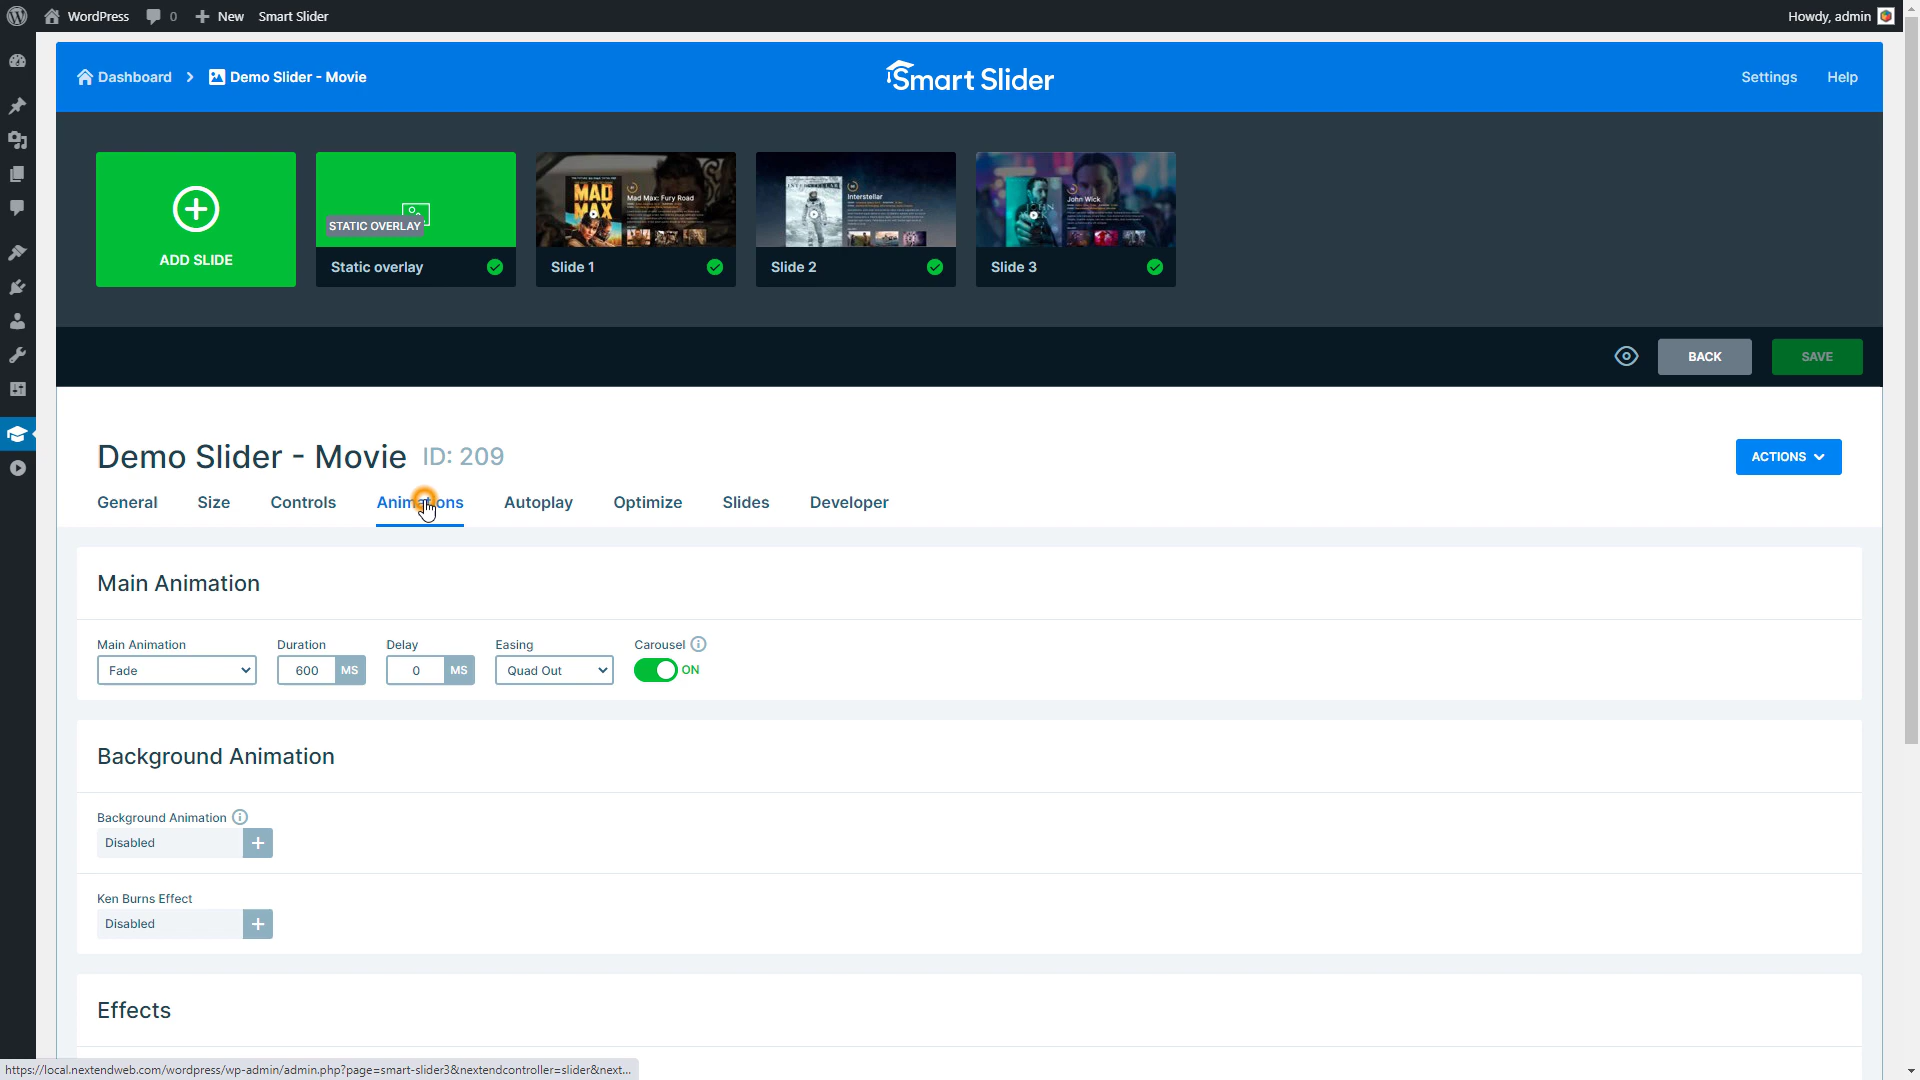 WordPress 0 New Smart Slider Howdy, admin
Dashboard Demo Slider - Movie Smart Slider Settings Help
ADD SLIDE
STATIC OVERLAY
Static overlay
MAD MAX
Mad Max: Fury Road
Slide 1
INTERSTELLAR
Interstellar
Slide 2
John Wick
Slide 3
BACK SAVE
Demo Slider - Movie ID: 209
ACTIONS
General Size Controls Animations Autoplay Optimize Slides Developer
Main Animation
Main Animation Duration Delay Easing Carousel
Fade 600 MS 0 MS Quad Out ON
Background Animation
Background Animation
Disabled
Ken Burns Effect
Disabled
Effects
https://local.nextendweb.com/wordpress/wp-admin/admin.php?page=smart-slider3&nextendcontroller=slider&next...